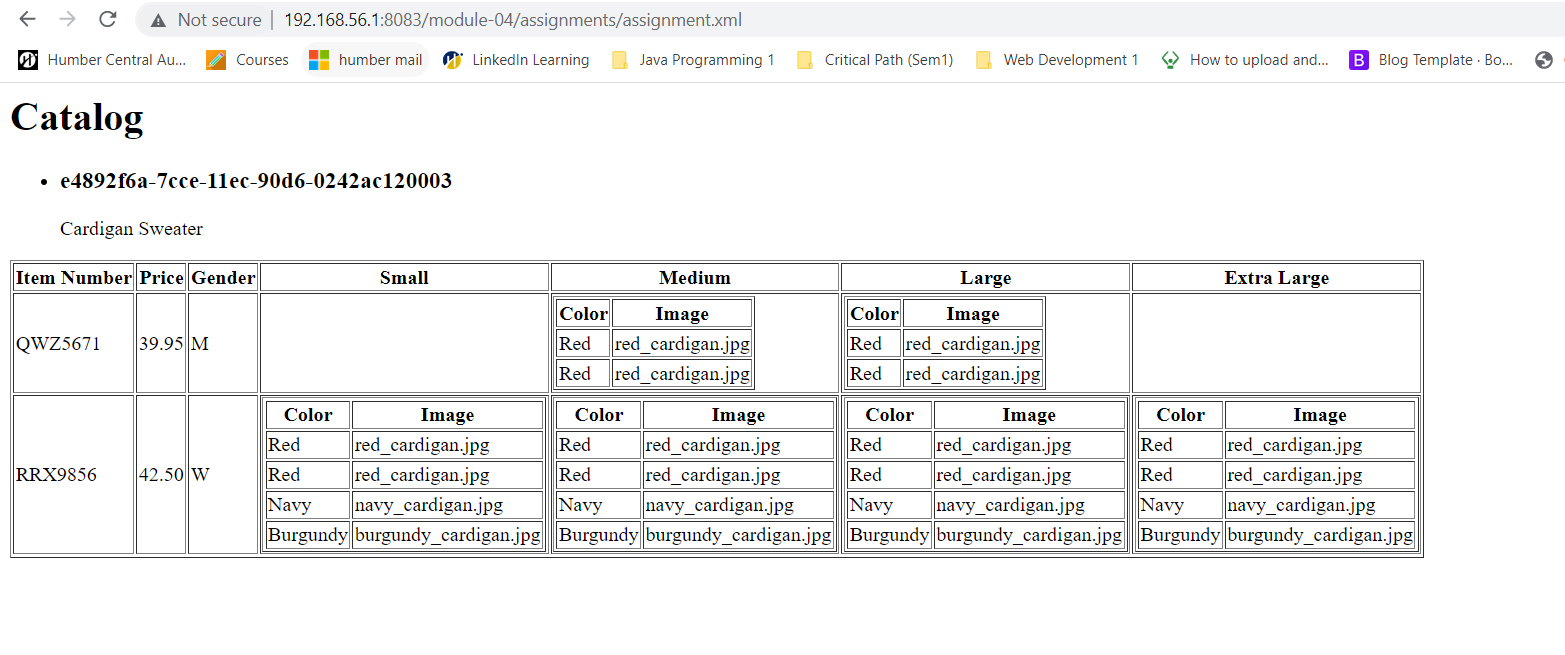 Not secure | 192.168.56.1:8083/module-04/assignments/assignment.xml
Humber Central Au... Courses humber mail LinkedIn Learning Java Programming 1 Critical Path (Sem1) Web Development 1 How to upload and... B Blog Template · Bo...
Catalog
• e4892f6a-7cce-11ec-90d6-0242ac120003
Cardigan Sweater
Item Number Price Gender Small Medium Large Extra Large
Color Image Color Image
QWZ5671 39.95 M Red red_cardigan.jpg Red red_cardigan.jpg
Red red_cardigan.jpg Red red_cardigan.jpg
Color Image Color Image Color Image Color Image
Red red_cardigan.jpg Red red_cardigan.jpg Red red_cardigan.jpg Red red_cardigan.jpg
RRX9856 42.50 W Red red_cardigan.jpg Red red_cardigan.jpg Red red_cardigan.jpg Red red_cardigan.jpg
Navy navy_cardigan.jpg Navy navy_cardigan.jpg Navy navy_cardigan.jpg Navy navy_cardigan.jpg
Burgundy burgundy_cardigan.jpg Burgundy burgundy_cardigan.jpg Burgundy burgundy_cardigan.jpg Burgundy burgundy_cardigan.jpg